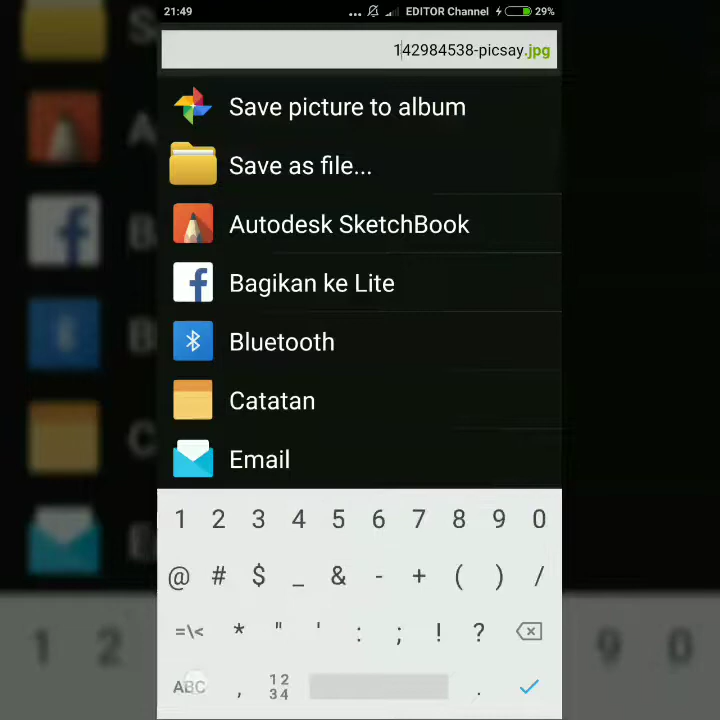 21:49 ... EDITOR Channel 29%
142984538-picsay.jpg
Save picture to album
Save as file...
Autodesk SketchBook
Bagikan ke Lite
Bluetooth
Catatan
Email
1 2 3 4 5 6 7 8 9 0
@ # $ _ & - + ( ) /
=\< * " ' : ; ! ?
ABC , 12 34 .